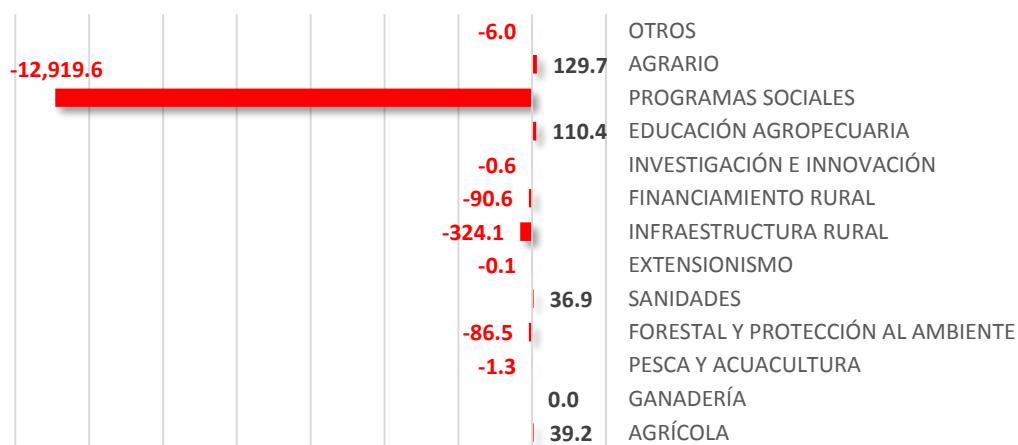 -6.0 OTROS
129.7 AGRARIO
-12,919.6 PROGRAMAS SOCIALES
110.4 EDUCACIÓN AGROPECUARIA
-0.6 INVESTIGACIÓN E INNOVACIÓN
-90.6 FINANCIAMIENTO RURAL
-324.1 INFRAESTRUCTURA RURAL
-0.1 EXTENSIONISMO
36.9 SANIDADES
-86.5 FORESTAL Y PROTECCIÓN AL AMBIENTE
-1.3 PESCA Y ACUACULTURA
0.0 GANADERÍA
39.2 AGRÍCOLA